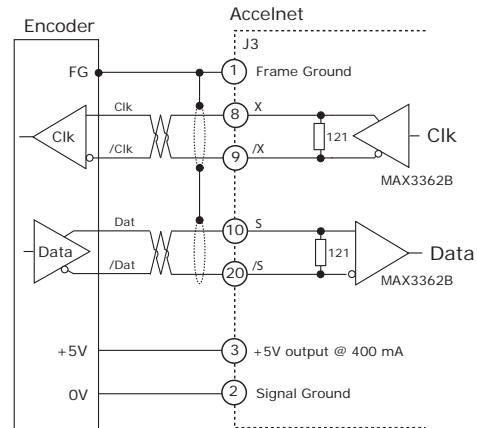 Accelnet
Encoder
J3
FG
1
Frame Ground
Clk
8
X
Clk
121
Clk
/Clk
9
/X
MAX3362B
Dat
10
S
Data
121
Data
/Dat
20
/S
MAX3362B
+5V
3
+5V output @ 400 mA
0V
2
Signal Ground